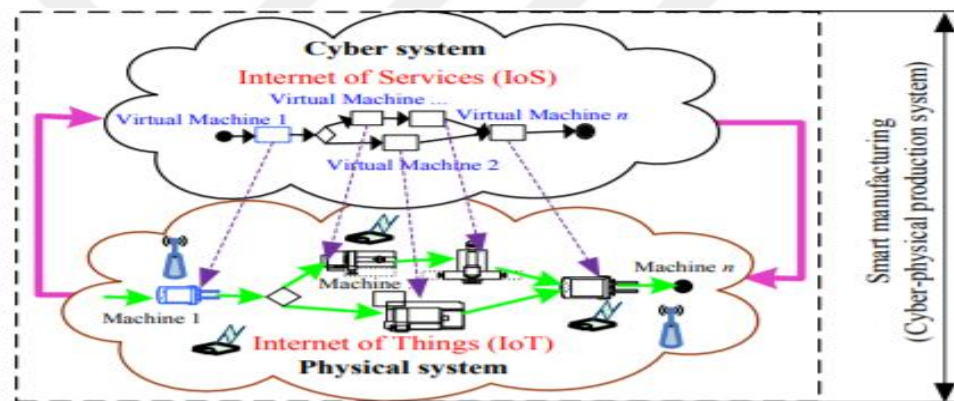 Cyber system
Internet of Services (IoS)
Virtual Machine ...
Virtual Machine 1
Virtual Machine n
Virtual Machine 2
Machine
Machine n
Machine 1
Internet of Things (IoT)
Physical system
Smart manufacturing
(Cyber-physical production system)